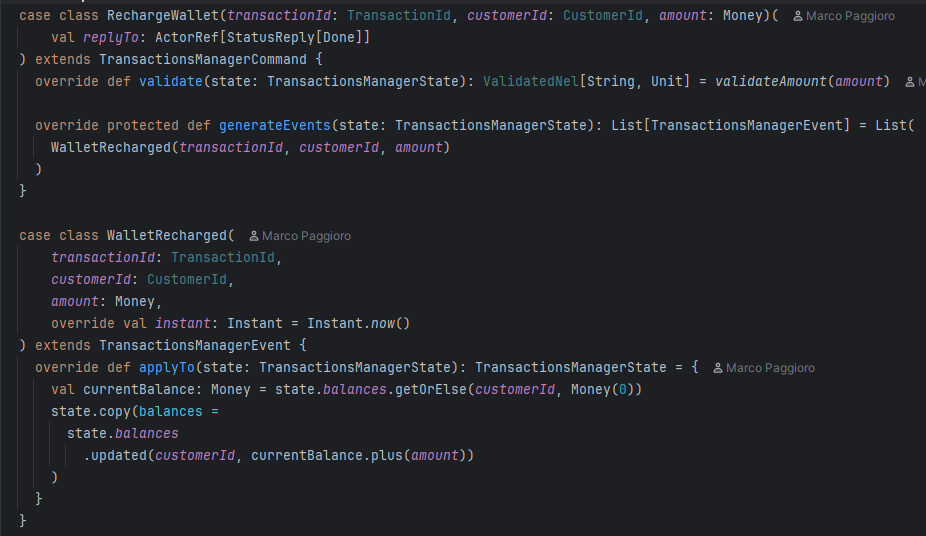 case class RechargeWallet(transactionId: TransactionId, customerId: CustomerId, amount: Money)( Marco Paggioro
    val replyTo: ActorRef[StatusReply[Done]]
) extends TransactionsManagerCommand {
  override def validate(state: TransactionsManagerState): ValidatedNel[String, Unit] = validateAmount(amount) M
  override protected def generateEvents(state: TransactionsManagerState): List[TransactionsManagerEvent] = List(
    WalletRecharged(transactionId, customerId, amount)
  )
}
case class WalletRecharged( Marco Paggioro
    transactionId: TransactionId,
    customerId: CustomerId,
    amount: Money,
    override val instant: Instant = Instant.now()
) extends TransactionsManagerEvent {
  override def applyTo(state: TransactionsManagerState): TransactionsManagerState = { Marco Paggioro
    val currentBalance: Money = state.balances.getOrElse(customerId, Money(0))
    state.copy(balances =
      state.balances
        .updated(customerId, currentBalance.plus(amount))
    )
  }
}